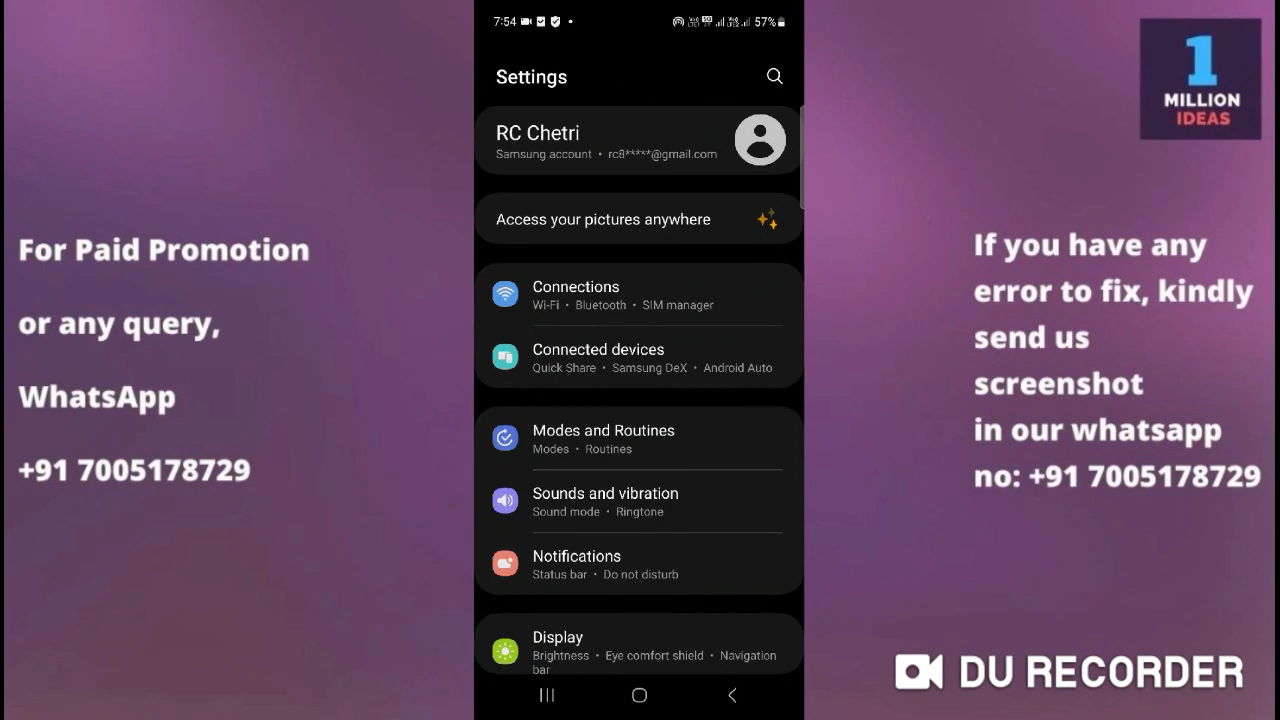 For Paid Promotion
or any query,
WhatsApp
+91 7005178729
7:54
57%
Settings
RC Chetri
Samsung account • rc8*****@gmail.com
Access your pictures anywhere
Connections
Wi-Fi • Bluetooth • SIM manager
Connected devices
Quick Share • Samsung DeX • Android Auto
Modes and Routines
Modes • Routines
Sounds and vibration
Sound mode • Ringtone
Notifications
Status bar • Do not disturb
Display
Brightness • Eye comfort shield • Navigation
bar
1
MILLION
IDEAS
If you have any
error to fix, kindly
send us
screenshot
in our whatsapp
no: +91 7005178729
DU RECORDER